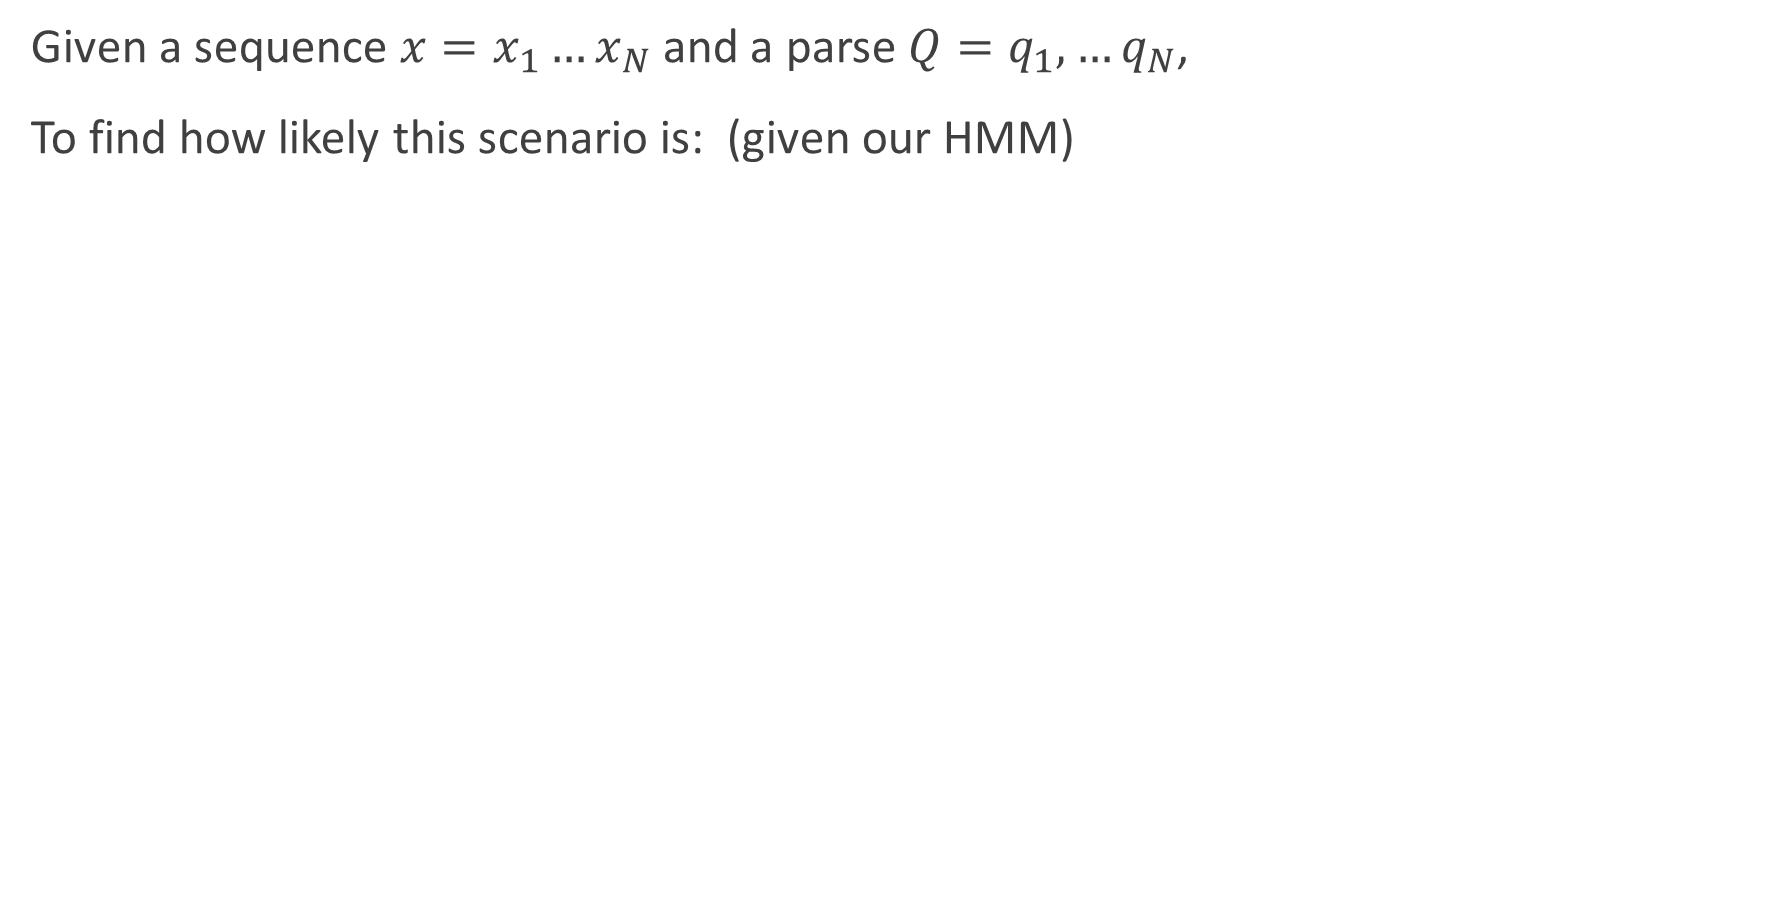 Given a sequence 𝑥 = 𝑥₁ … 𝑥_𝑁 and a parse 𝑄 = 𝑞₁, … 𝑞_𝑁,
To find how likely this scenario is: (given our HMM)